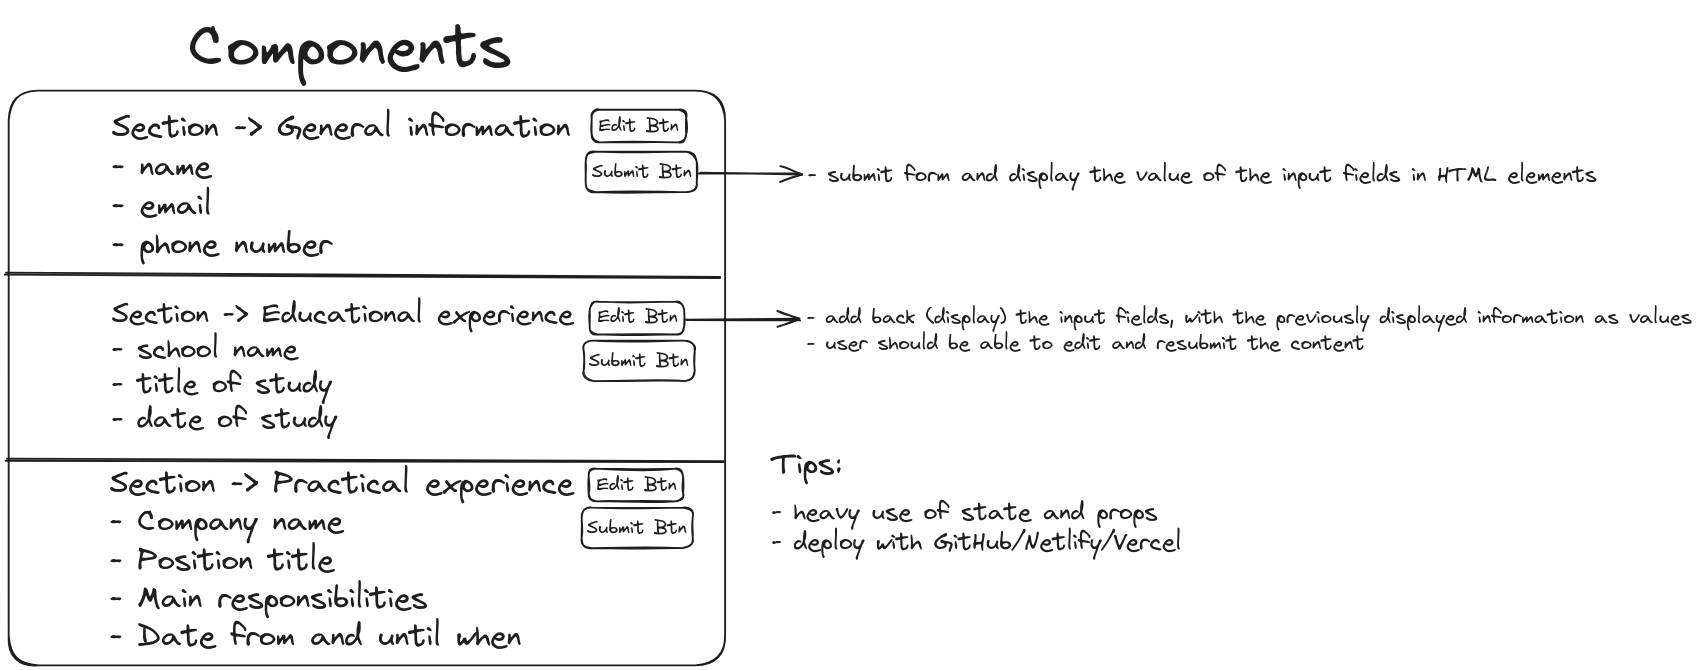 Components
Section -> General information
Edit Btn
- name
Submit Btn
- submit form and display the value of the input fields in HTML elements
- email
- phone number
Section -> Educational experience
Edit Btn
- add back (display) the input fields, with the previously displayed information as values
- user should be able to edit and resubmit the content
- school name
Submit Btn
- title of study
- date of study
Section -> Practical experience
Edit Btn
- Company name
Submit Btn
- Position title
- Main responsibilities
- Date from and until when
Tips:
- heavy use of state and props
- deploy with GitHub/Netlify/Vercel